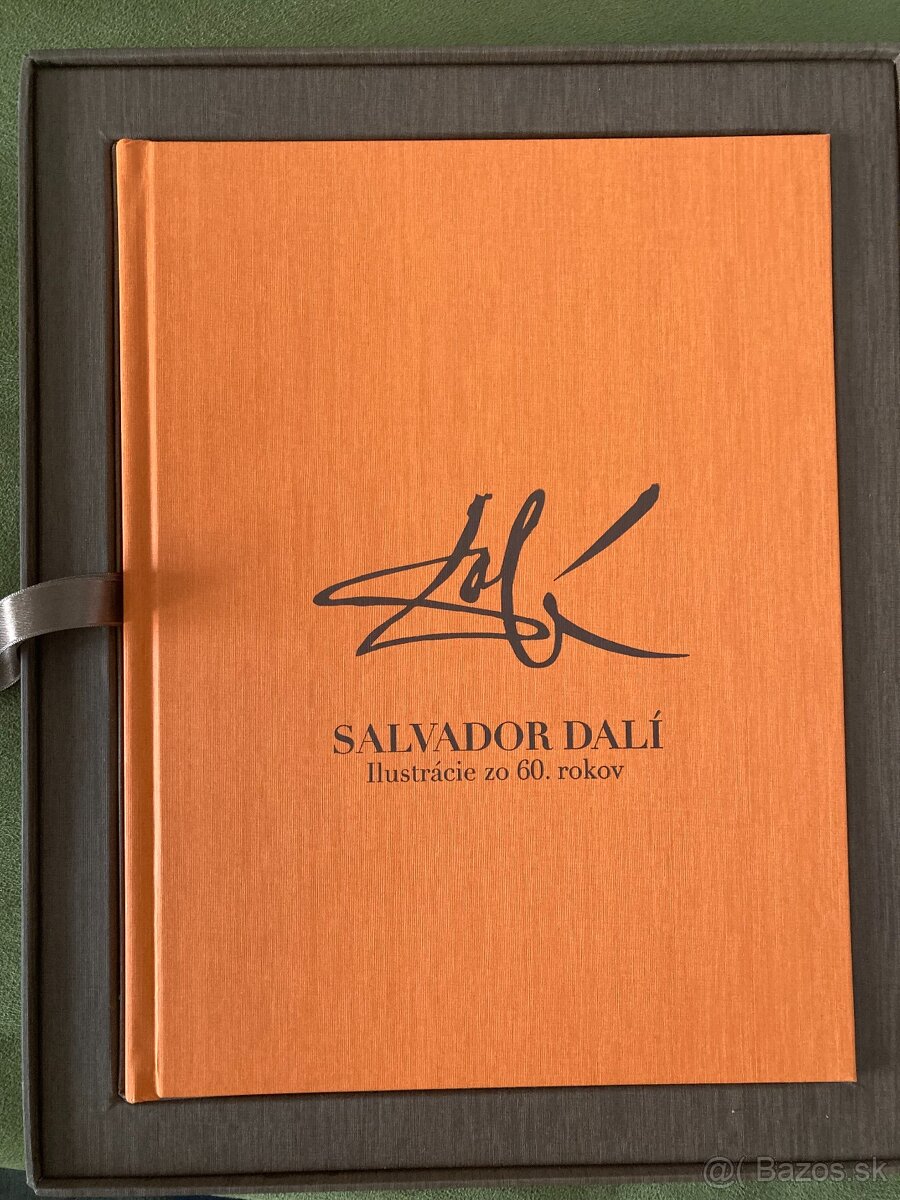 Dalí
SALVADOR DALÍ
Ilustrácie zo 60. rokov
@( Bazos.sk